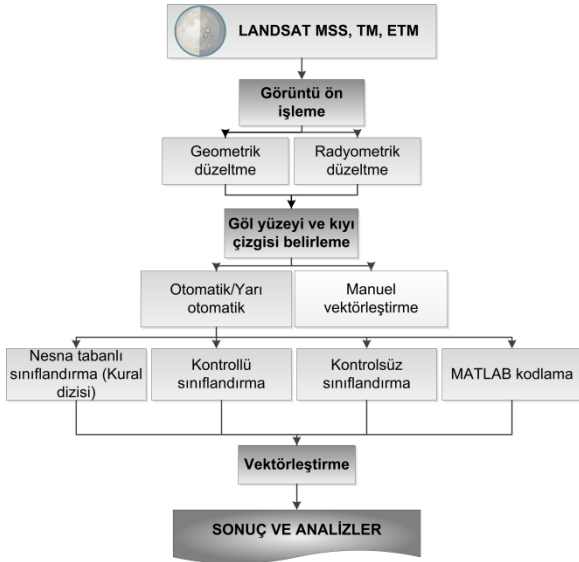 LANDSAT MSS, TM, ETM
Görüntü ön
işleme
Geometrik
düzeltme
Radyometrik
düzeltme
Göl yüzeyi ve kıyı
çizgisi belirleme
Otomatik/Yarı
otomatik
Manuel
vektörleştirme
Nesna tabanlı
sınıflandırma (Kural
dizisi)
Kontrollü
sınıflandırma
Kontrolsüz
sınıflandırma
MATLAB kodlama
Vektörleştirme
SONUÇ VE ANALİZLER